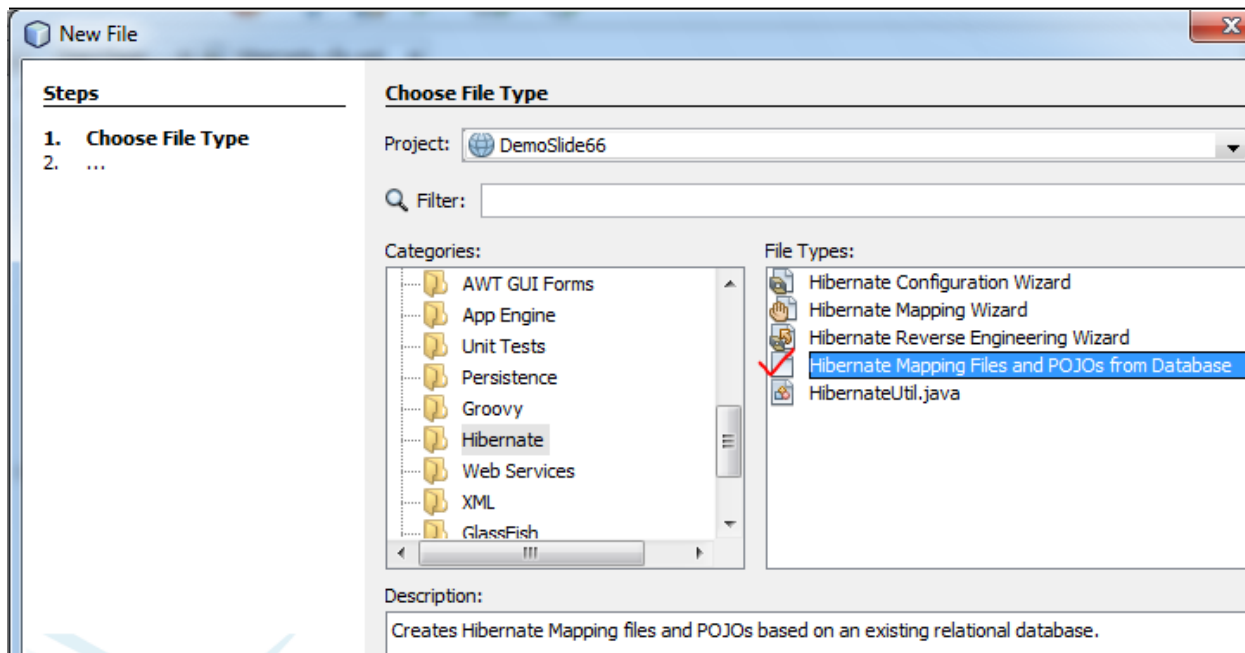 New File
Steps
1. Choose File Type
2. ...
Choose File Type
Project: DemoSlide66
Filter:
Categories:
AWT GUI Forms
App Engine
Unit Tests
Persistence
Groovy
Hibernate
Web Services
XML
GlassFish
File Types:
Hibernate Configuration Wizard
Hibernate Mapping Wizard
Hibernate Reverse Engineering Wizard
Hibernate Mapping Files and POJOs from Database
HibernateUtil.java
Description:
Creates Hibernate Mapping files and POJOs based on an existing relational database.